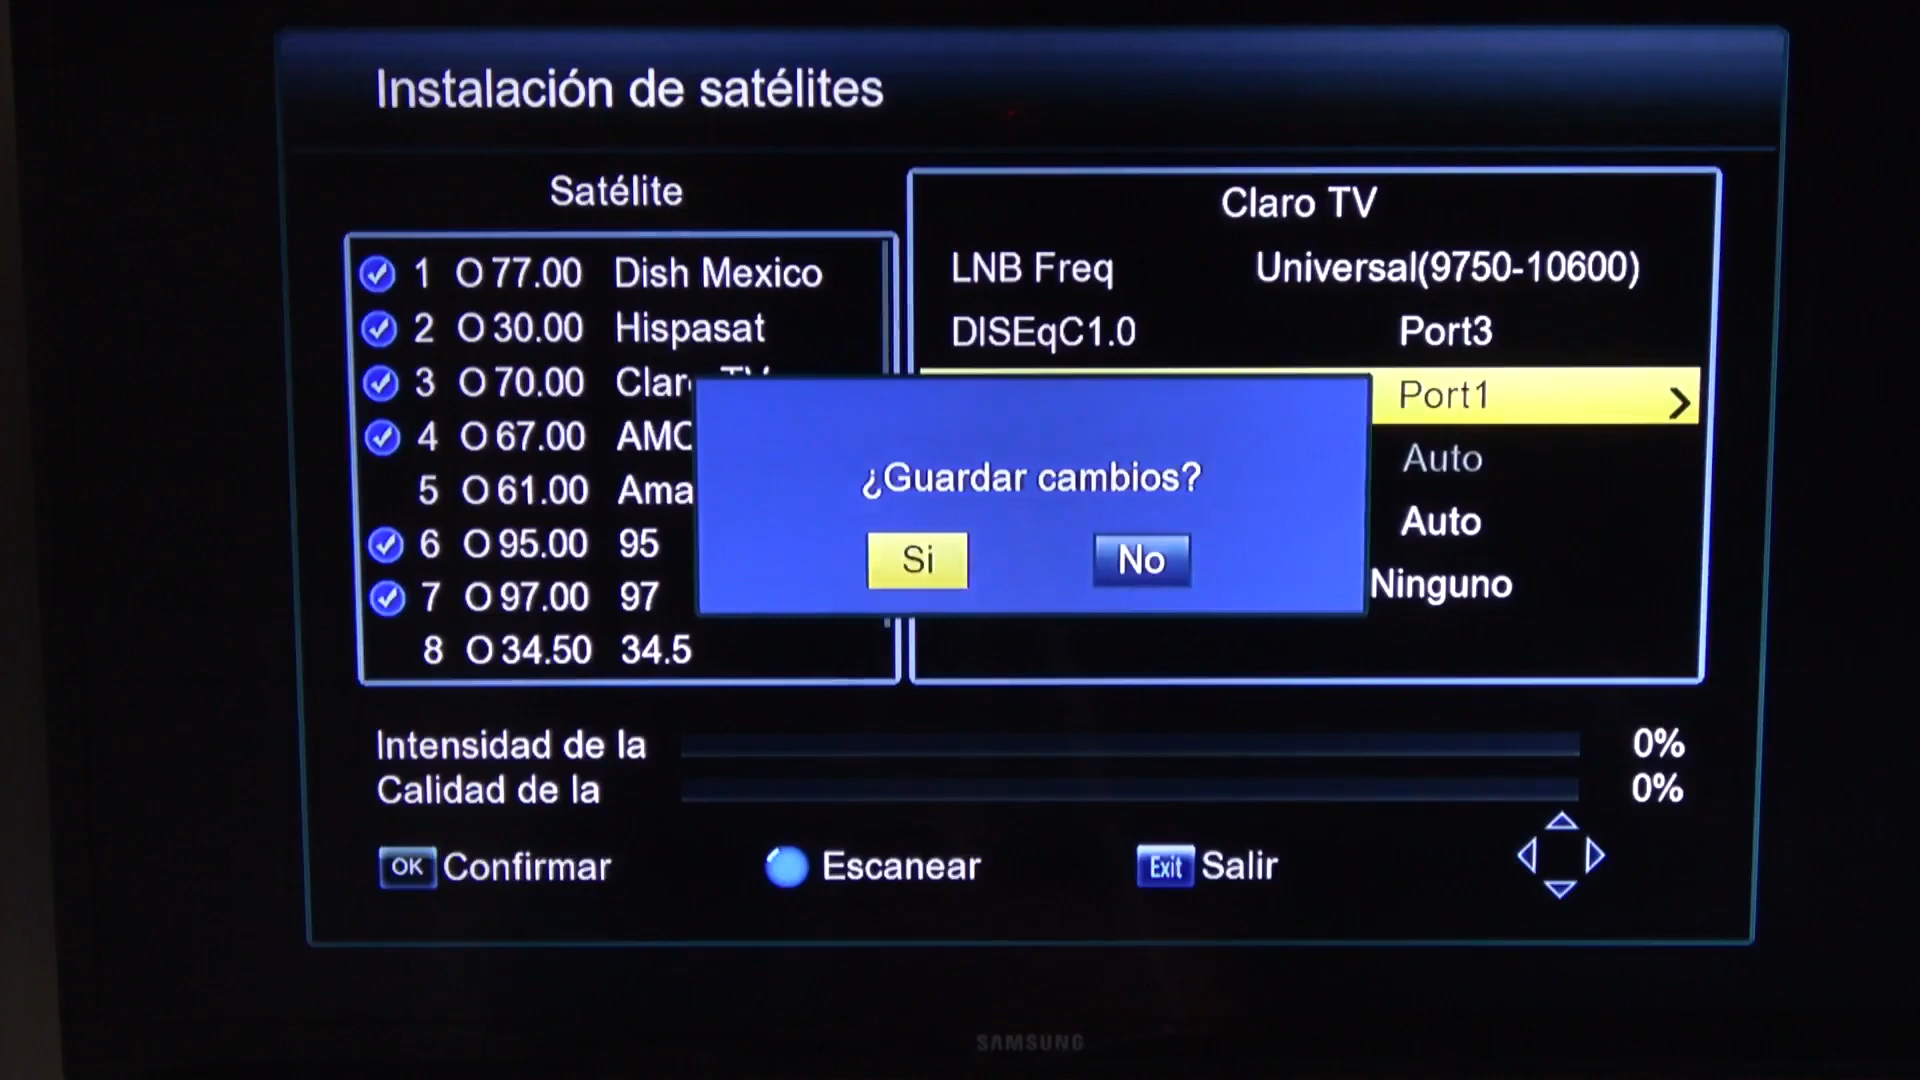 Instalación de satélites
Satélite
1 O 77.00 Dish Mexico
2 O 30.00 Hispasat
3 O 70.00
4 O 67.00
5 O 61.00
6 O 95.00 95
7 O 97.00 97
8 O 34.50 34.5
Claro TV
LNB Freq Universal(9750-10600)
DISEqC1.0 Port3
Port1 >
Auto
Auto
Ninguno
¿Guardar cambios?
Si No
Intensidad de la 0%
Calidad de la 0%
OK Confirmar Escanear Exit Salir
SAMSUNG